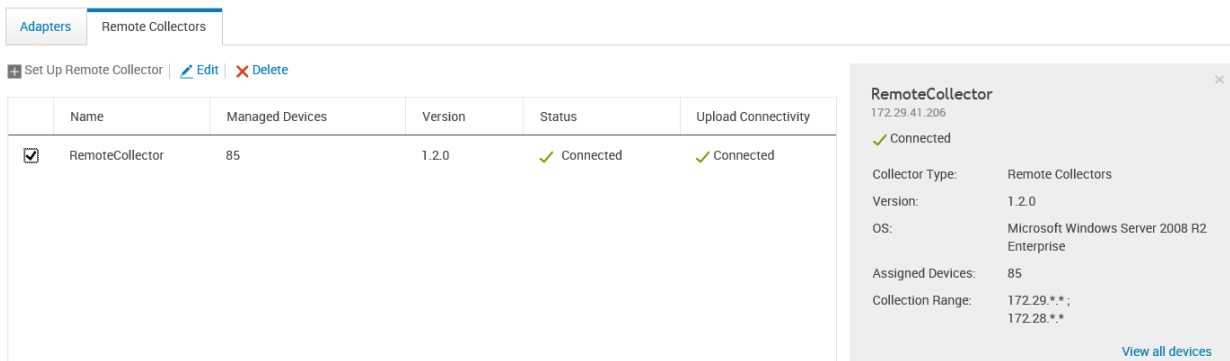 Adapters
Remote Collectors
Set Up Remote Collector
Edit
Delete
Name
Managed Devices
Version
Status
Upload Connectivity
RemoteCollector
85
1.2.0
Connected
Connected
RemoteCollector
172.29.41.206
Connected
Collector Type: Remote Collectors
Version: 1.2.0
OS: Microsoft Windows Server 2008 R2
Enterprise
Assigned Devices: 85
Collection Range: 172.29.*.* ;
172.28.*.*
View all devices